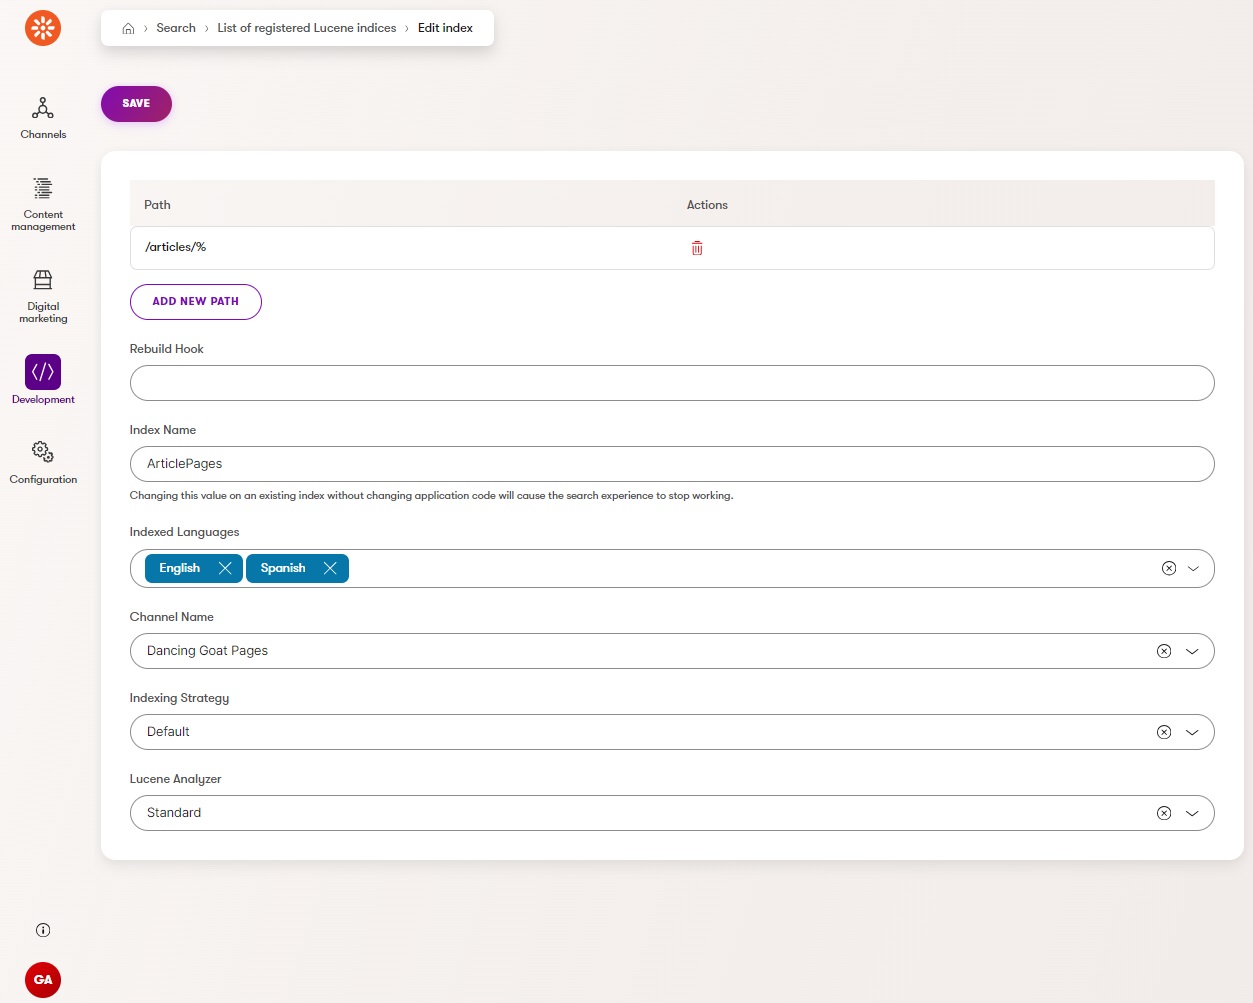 Search › List of registered Lucene indices › Edit index
SAVE
Channels
Content
management
Digital
marketing
Development
Configuration
Path Actions
/articles/%
ADD NEW PATH
Rebuild Hook
Index Name
ArticlePages
Changing this value on an existing index without changing application code will cause the search experience to stop working.
Indexed Languages
English Spanish
Channel Name
Dancing Goat Pages
Indexing Strategy
Default
Lucene Analyzer
Standard
GA